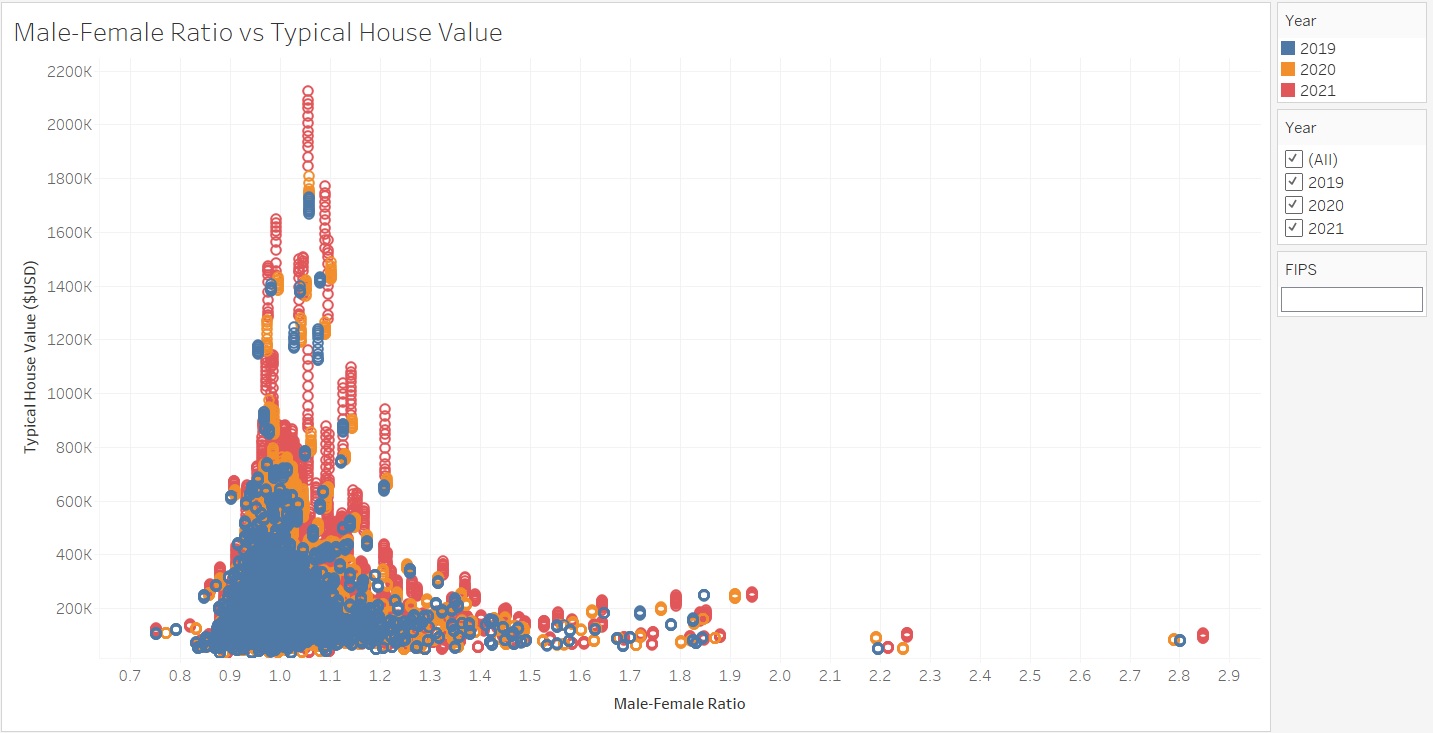 Male-Female Ratio vs Typical House Value
Typical House Value ($USD)
2200K
2000K
1800K
1600K
1400K
1200K
1000K
800K
600K
400K
200K
0.7 0.8 0.9 1.0 1.1 1.2 1.3 1.4 1.5 1.6 1.7 1.8 1.9 2.0 2.1 2.2 2.3 2.4 2.5 2.6 2.7 2.8 2.9
Male-Female Ratio
Year
2019
2020
2021
Year
(All)
2019
2020
2021
FIPS